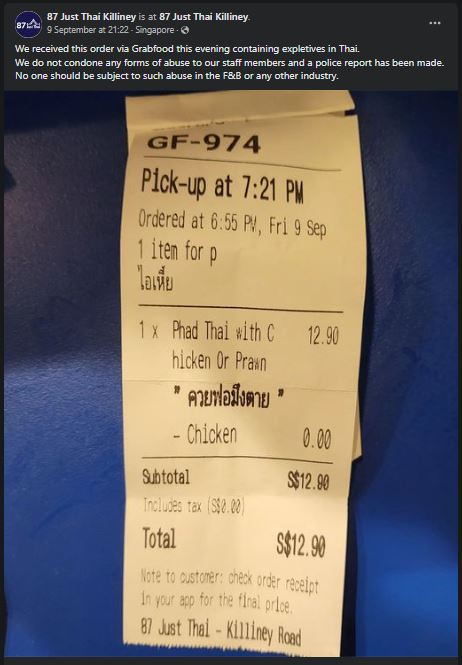 87 Just Thai Killiney is at 87 Just Thai Killiney.
9 September at 21:22 · Singapore ·
We received this order via Grabfood this evening containing expletives in Thai.
We do not condone any forms of abuse to our staff members and a police report has been made.
No one should be subject to such abuse in the F&B or any other industry.
GF-974
Pick-up at 7:21 PM
Ordered at 6:55 PM, Fri 9 Sep
1 item for p
ไอเหี้ย
1 x Phad Thai with C 12.90
hicken Or Prawn
" ควยพ่อมึงตาย "
- Chicken 0.00
Subtotal S$12.90
Includes tax (S$0.00)
Total S$12.90
Note to customer: check order receipt
in your app for the final price.
87 Just Thai - Killiney Road